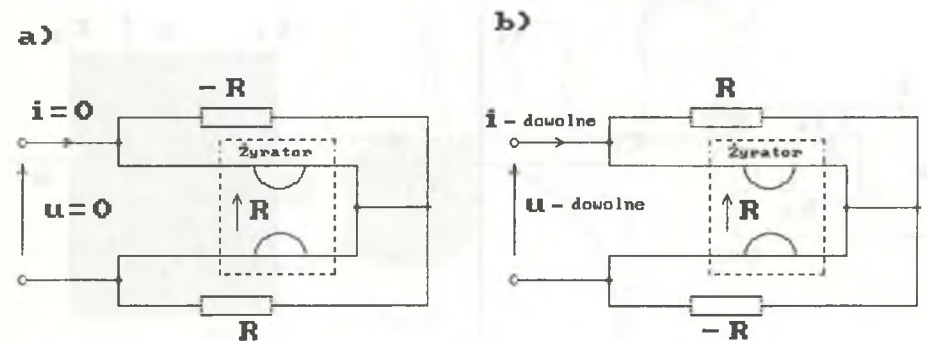 a)
− R
i = 0
Żyrator
u = 0
R
R
b)
R
i – dowolne
Żyrator
u – dowolne
R
− R